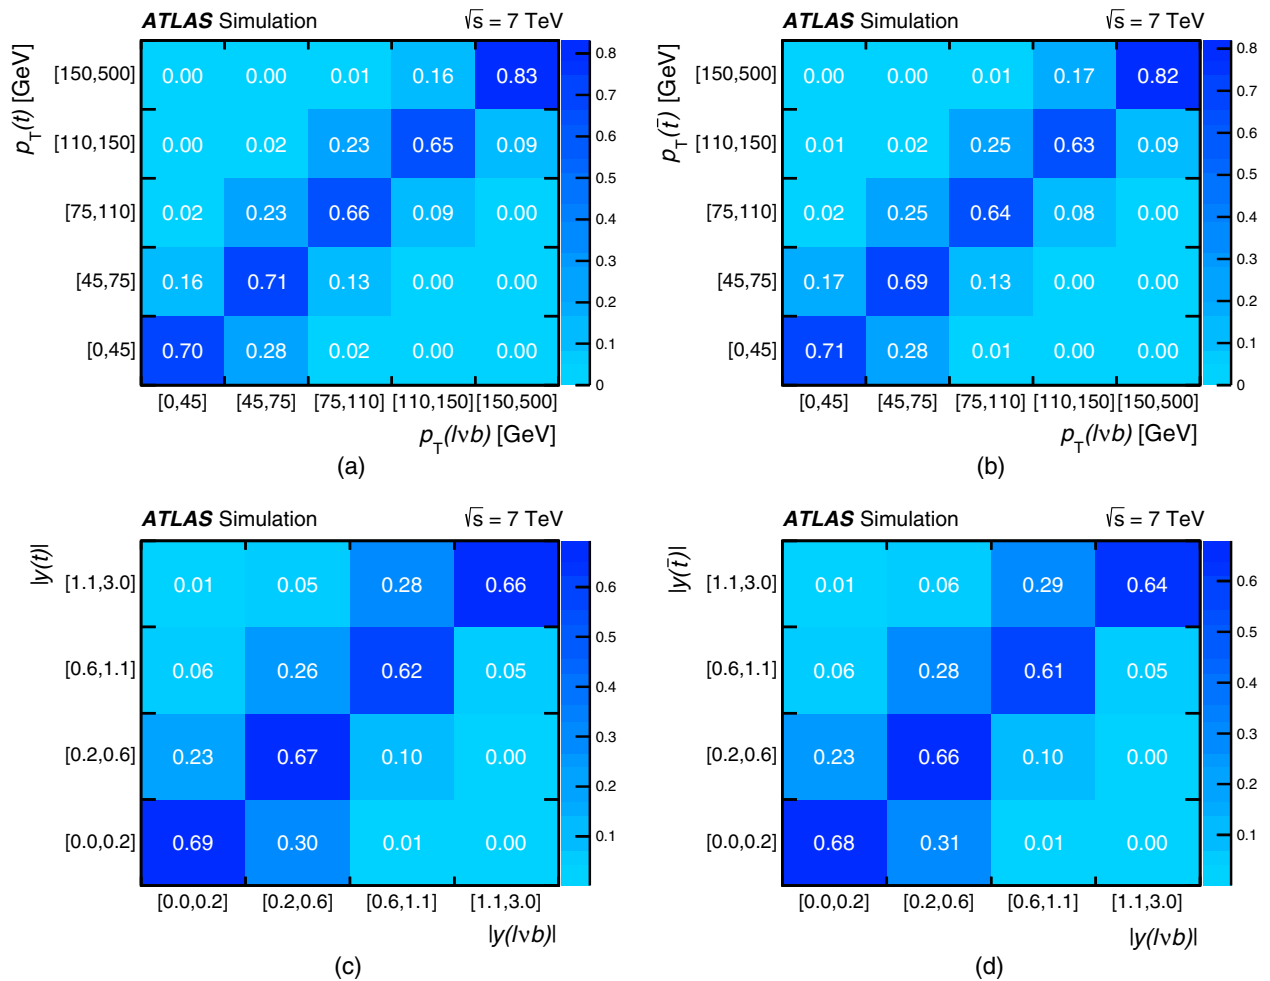 ATLAS Simulation √s = 7 TeV
p_T(t) [GeV]
[150,500] 0.00 0.00 0.01 0.16 0.83
[110,150] 0.00 0.02 0.23 0.65 0.09
[75,110] 0.02 0.23 0.66 0.09 0.00
[45,75] 0.16 0.71 0.13 0.00 0.00
[0,45] 0.70 0.28 0.02 0.00 0.00
[0,45] [45,75] [75,110] [110,150] [150,500]
p_T(lνb) [GeV]
0.8
0.7
0.6
0.5
0.4
0.3
0.2
0.1
0
(a)
ATLAS Simulation √s = 7 TeV
p_T(t̄) [GeV]
[150,500] 0.00 0.00 0.01 0.17 0.82
[110,150] 0.01 0.02 0.25 0.63 0.09
[75,110] 0.02 0.25 0.64 0.08 0.00
[45,75] 0.17 0.69 0.13 0.00 0.00
[0,45] 0.71 0.28 0.01 0.00 0.00
[0,45] [45,75] [75,110] [110,150] [150,500]
p_T(lνb) [GeV]
0.8
0.7
0.6
0.5
0.4
0.3
0.2
0.1
0
(b)
ATLAS Simulation √s = 7 TeV
|y(t)|
[1.1,3.0] 0.01 0.05 0.28 0.66
[0.6,1.1] 0.06 0.26 0.62 0.05
[0.2,0.6] 0.23 0.67 0.10 0.00
[0.0,0.2] 0.69 0.30 0.01 0.00
[0.0,0.2] [0.2,0.6] [0.6,1.1] [1.1,3.0]
|y(lνb)|
0.6
0.5
0.4
0.3
0.2
0.1
(c)
ATLAS Simulation √s = 7 TeV
|y(t̄)|
[1.1,3.0] 0.01 0.06 0.29 0.64
[0.6,1.1] 0.06 0.28 0.61 0.05
[0.2,0.6] 0.23 0.66 0.10 0.00
[0.0,0.2] 0.68 0.31 0.01 0.00
[0.0,0.2] [0.2,0.6] [0.6,1.1] [1.1,3.0]
|y(lνb)|
0.6
0.5
0.4
0.3
0.2
0.1
(d)